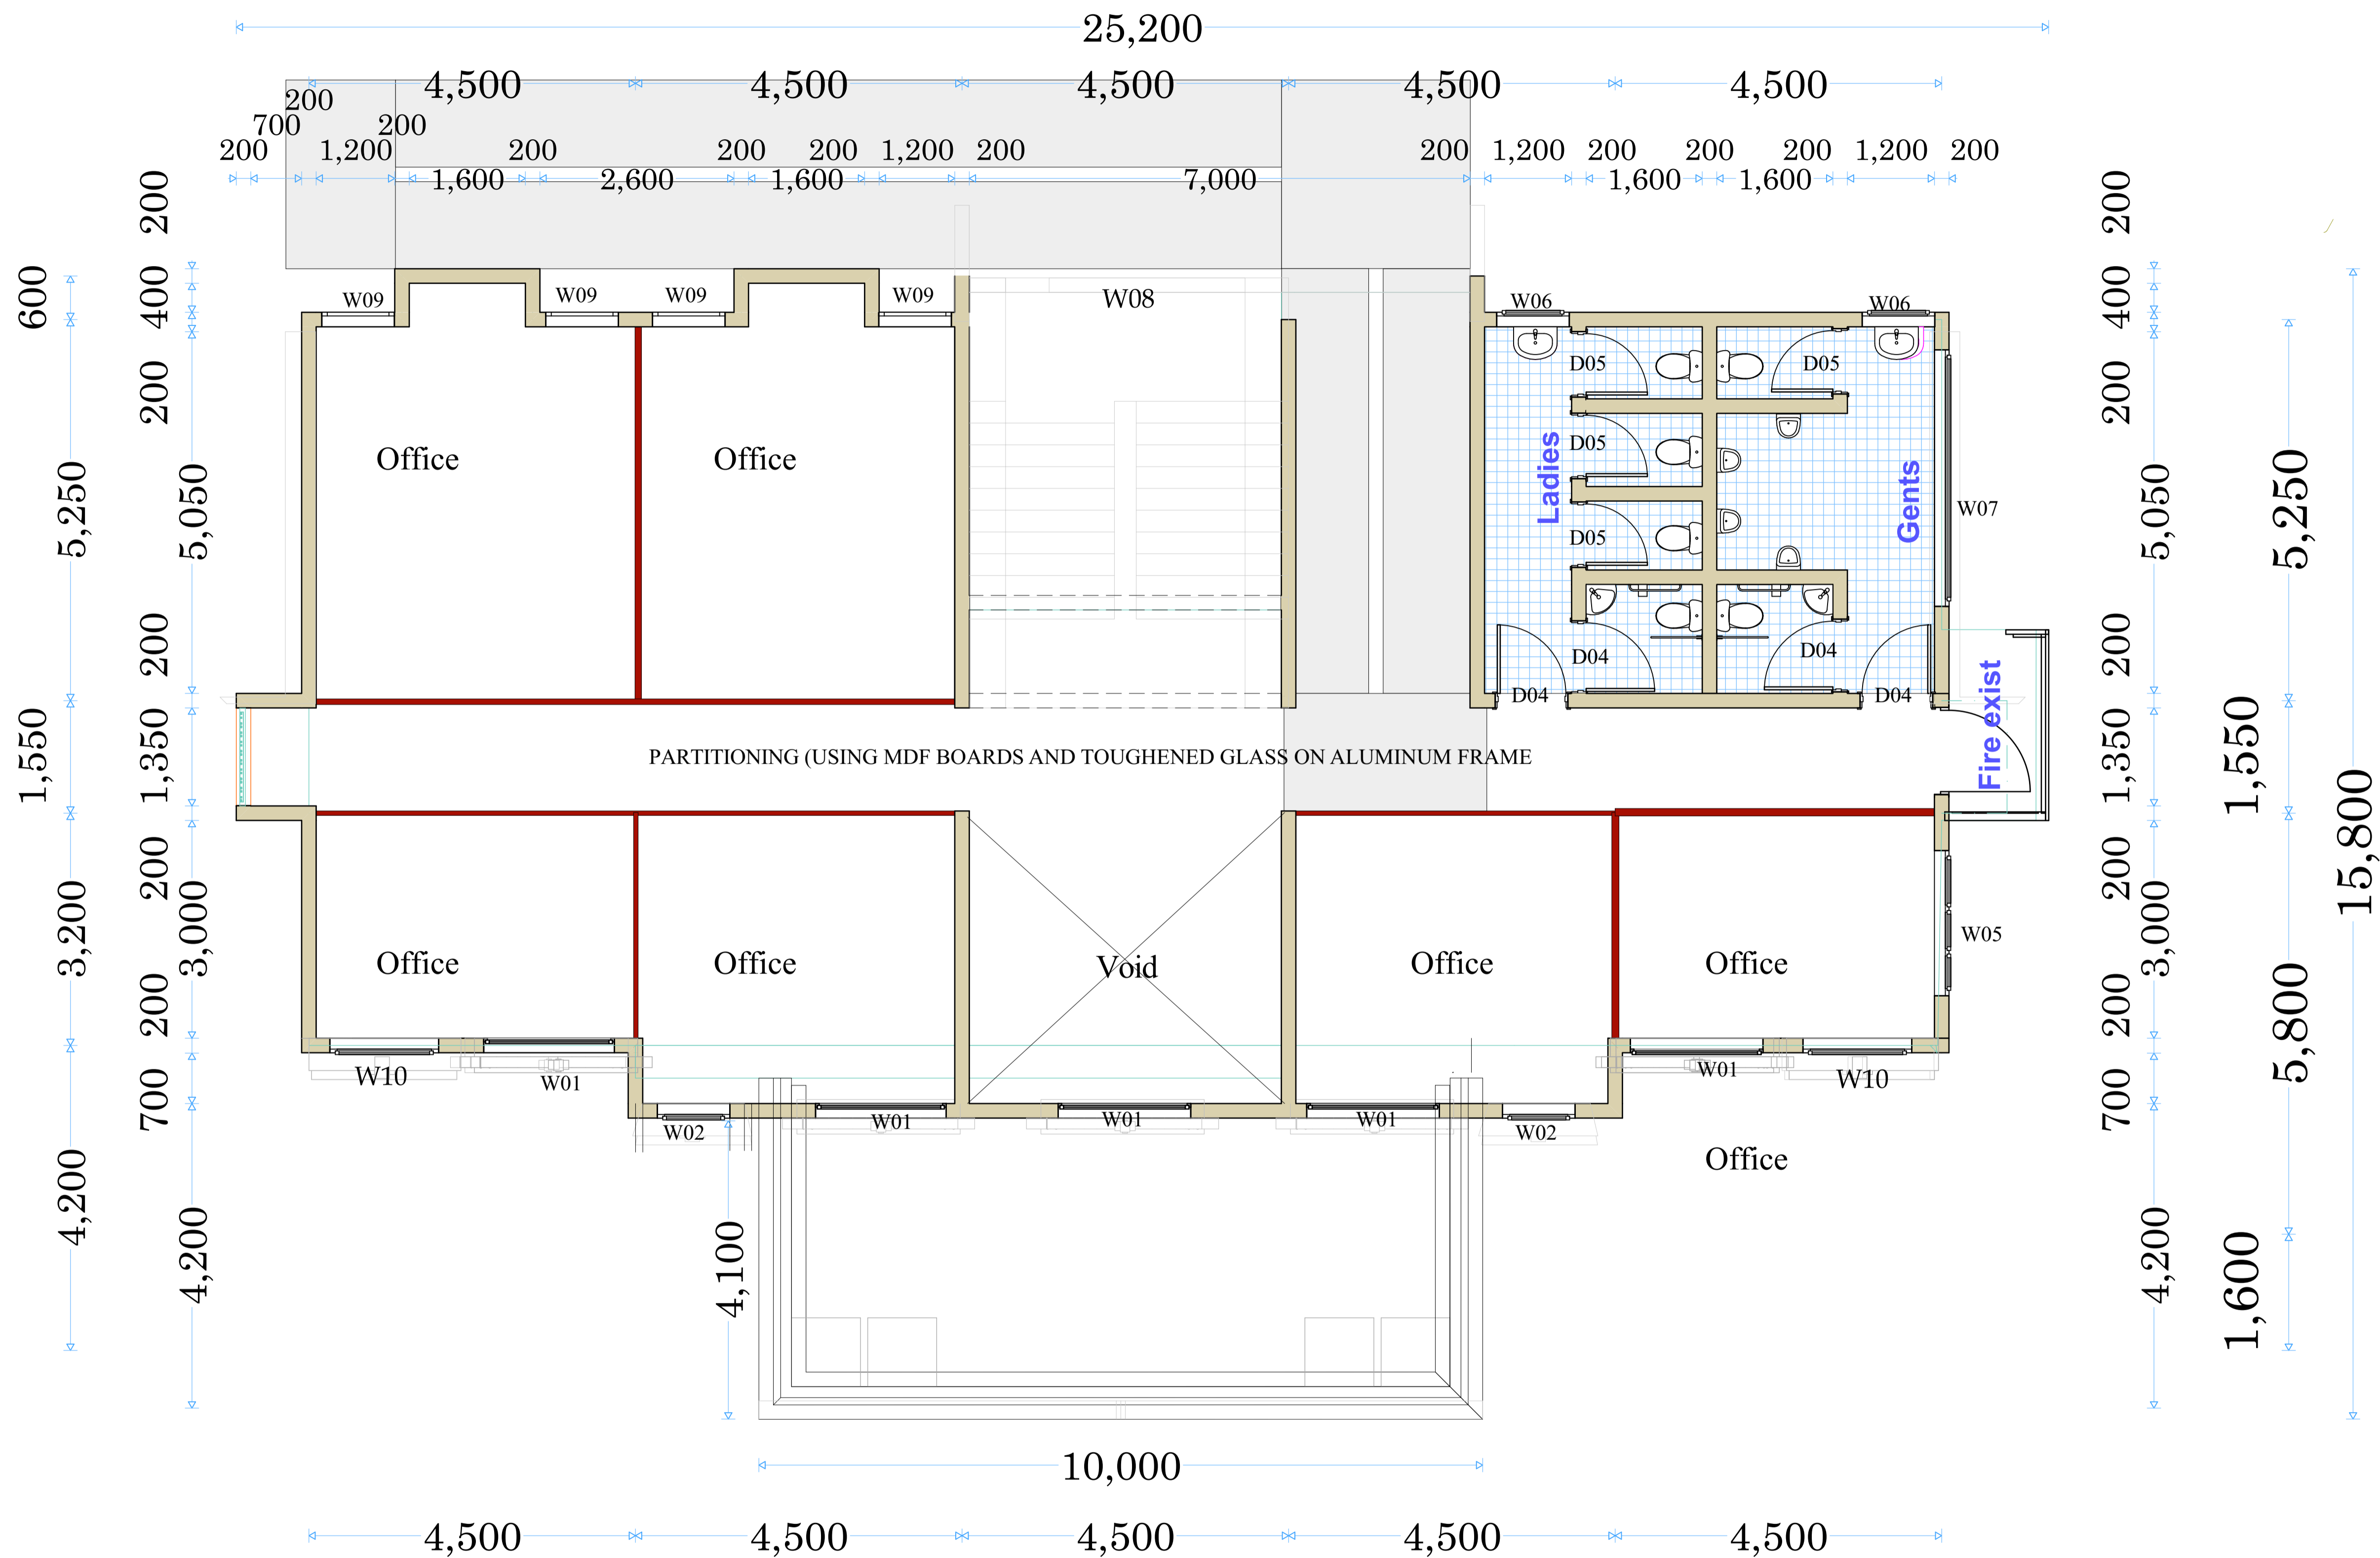 25,200
4,500 4,500 4,500 4,500 4,500
200
700 200
200 1,200 200 200 200 1,200 200 200 1,200 200 200 200 1,200 200
1,600 2,600 1,600 7,000 1,600 1,600
200 200
600 400 400
W09 W09 W09 W09 W08 W06 W06
200 D05 D05 200
Office Office
D05
Ladies Gents
5,250 5,050 W07 5,050 5,250
D05
200 D04 D04 200
D04 D04
Fire exist
1,550 1,350 1,350 1,550
PARTITIONING (USING MDF BOARDS AND TOUGHENED GLASS ON ALUMINUM FRAME
15,800
200 200
3,200 3,000 W05 3,000
Office Office Void Office Office
200 200 5,800
W10 W01 W01 W10
700 700
W02 W01 W01 W01 W02
Office
4,200 4,200 4,100 4,200 1,600
10,000
4,500 4,500 4,500 4,500 4,500